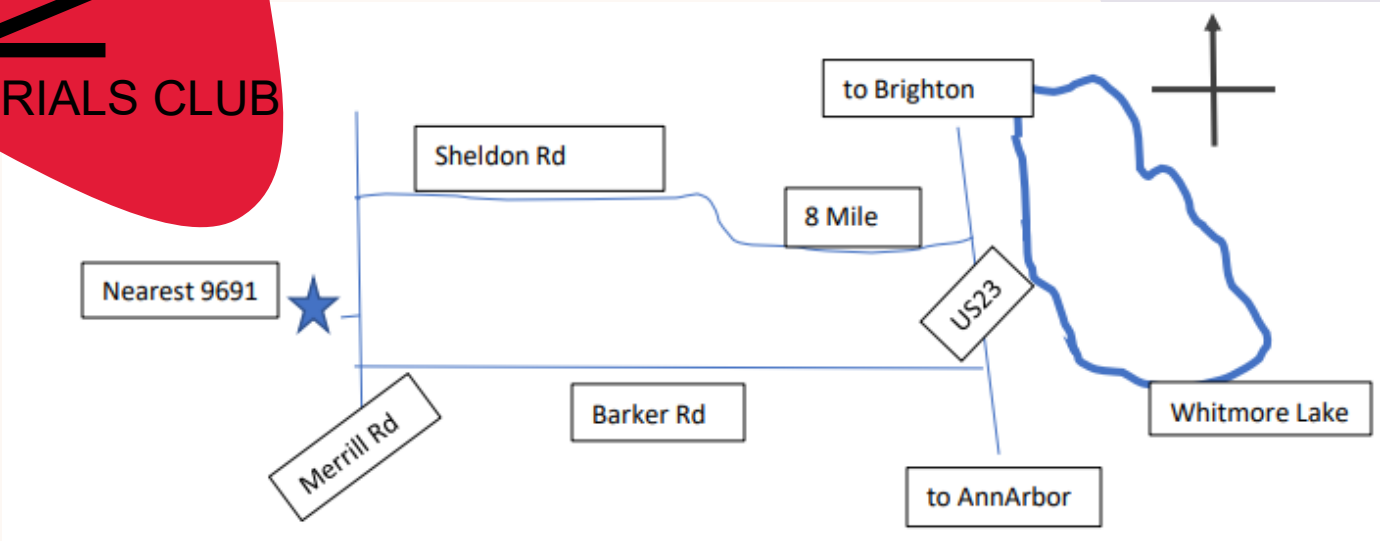 RIALS CLUB
to Brighton
Sheldon Rd
8 Mile
Nearest 9691
US23
Merrill Rd
Barker Rd
Whitmore Lake
to AnnArbor